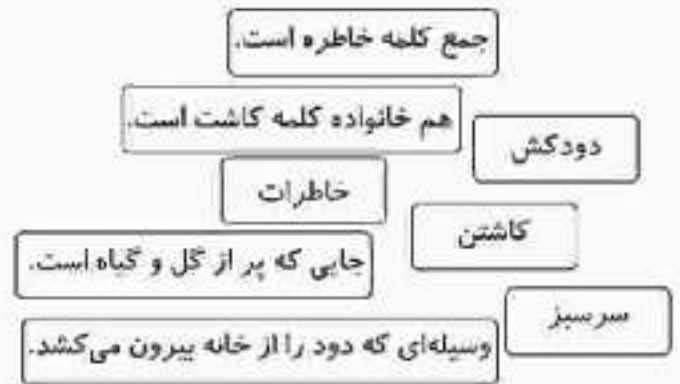 جمع کلمه خاطره است.
هم خانواده کلمه کاشت است.
دودکش
خاطرات
کاشتن
جایی که پر از گل و گیاه است.
سرسبز
وسیله‌ای که دود را از خانه بیرون می‌کشد.